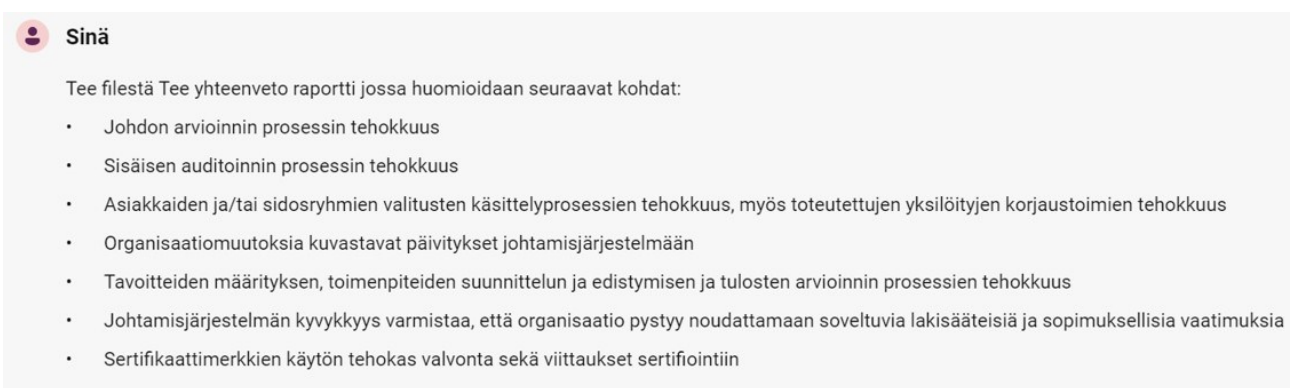 Sinä
Tee filestä Tee yhteenveto raportti jossa huomioidaan seuraavat kohdat:
• Johdon arvioinnin prosessin tehokkuus
• Sisäisen auditoinnin prosessin tehokkuus
• Asiakkaiden ja/tai sidosryhmien valitusten käsittelyprosessien tehokkuus, myös toteutettujen yksilöityjen korjaustoimien tehokkuus
• Organisaatiomuutoksia kuvastavat päivitykset johtamisjärjestelmään
• Tavoitteiden määrityksen, toimenpiteiden suunnittelun ja edistymisen ja tulosten arvioinnin prosessien tehokkuus
• Johtamisjärjestelmän kyvykkyys varmistaa, että organisaatio pystyy noudattamaan soveltuvia lakisääteisiä ja sopimuksellisia vaatimuksia
• Sertifikaattimerkkien käytön tehokas valvonta sekä viittaukset sertifiointiin